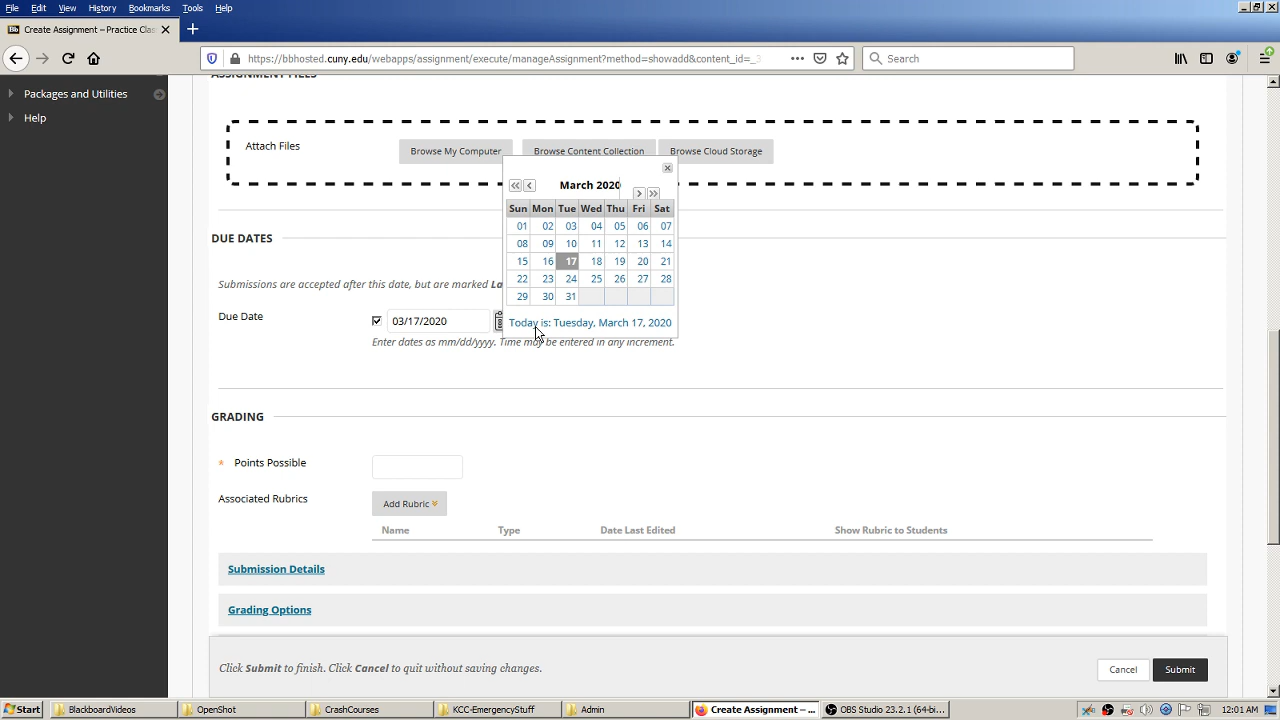 File Edit View History Bookmarks Tools Help
Bb Create Assignment – Practice Clas
https://bbhosted.cuny.edu/webapps/assignment/execute/manageAssignment?method=showadd&content_id=_3
Search
ASSIGNMENT FILES
Packages and Utilities
Help
Attach Files
Browse My Computer
Browse Content Collection
Browse Cloud Storage
March 2020
Sun Mon Tue Wed Thu Fri Sat
01 02 03 04 05 06 07
08 09 10 11 12 13 14
15 16 17 18 19 20 21
22 23 24 25 26 27 28
29 30 31
Today is: Tuesday, March 17, 2020
DUE DATES
Submissions are accepted after this date, but are marked La
Due Date
03/17/2020
Enter dates as mm/dd/yyyy. Time may be entered in any increment.
GRADING
* Points Possible
Associated Rubrics
Add Rubric
Name Type Date Last Edited Show Rubric to Students
Submission Details
Grading Options
Click Submit to finish. Click Cancel to quit without saving changes.
Cancel
Submit
Start
BlackboardVideos
OpenShot
CrashCourses
KCC-EmergencyStuff
Admin
Create Assignment – ...
OBS Studio 23.2.1 (64-bi...
12:01 AM